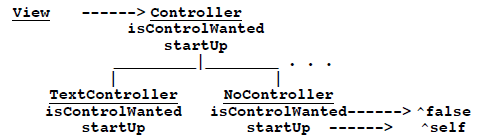 View ------> Controller
isControlWanted
startUp
. . .
TextController NoController
isControlWanted isControlWanted------> ^false
startUp startUp ------> ^self